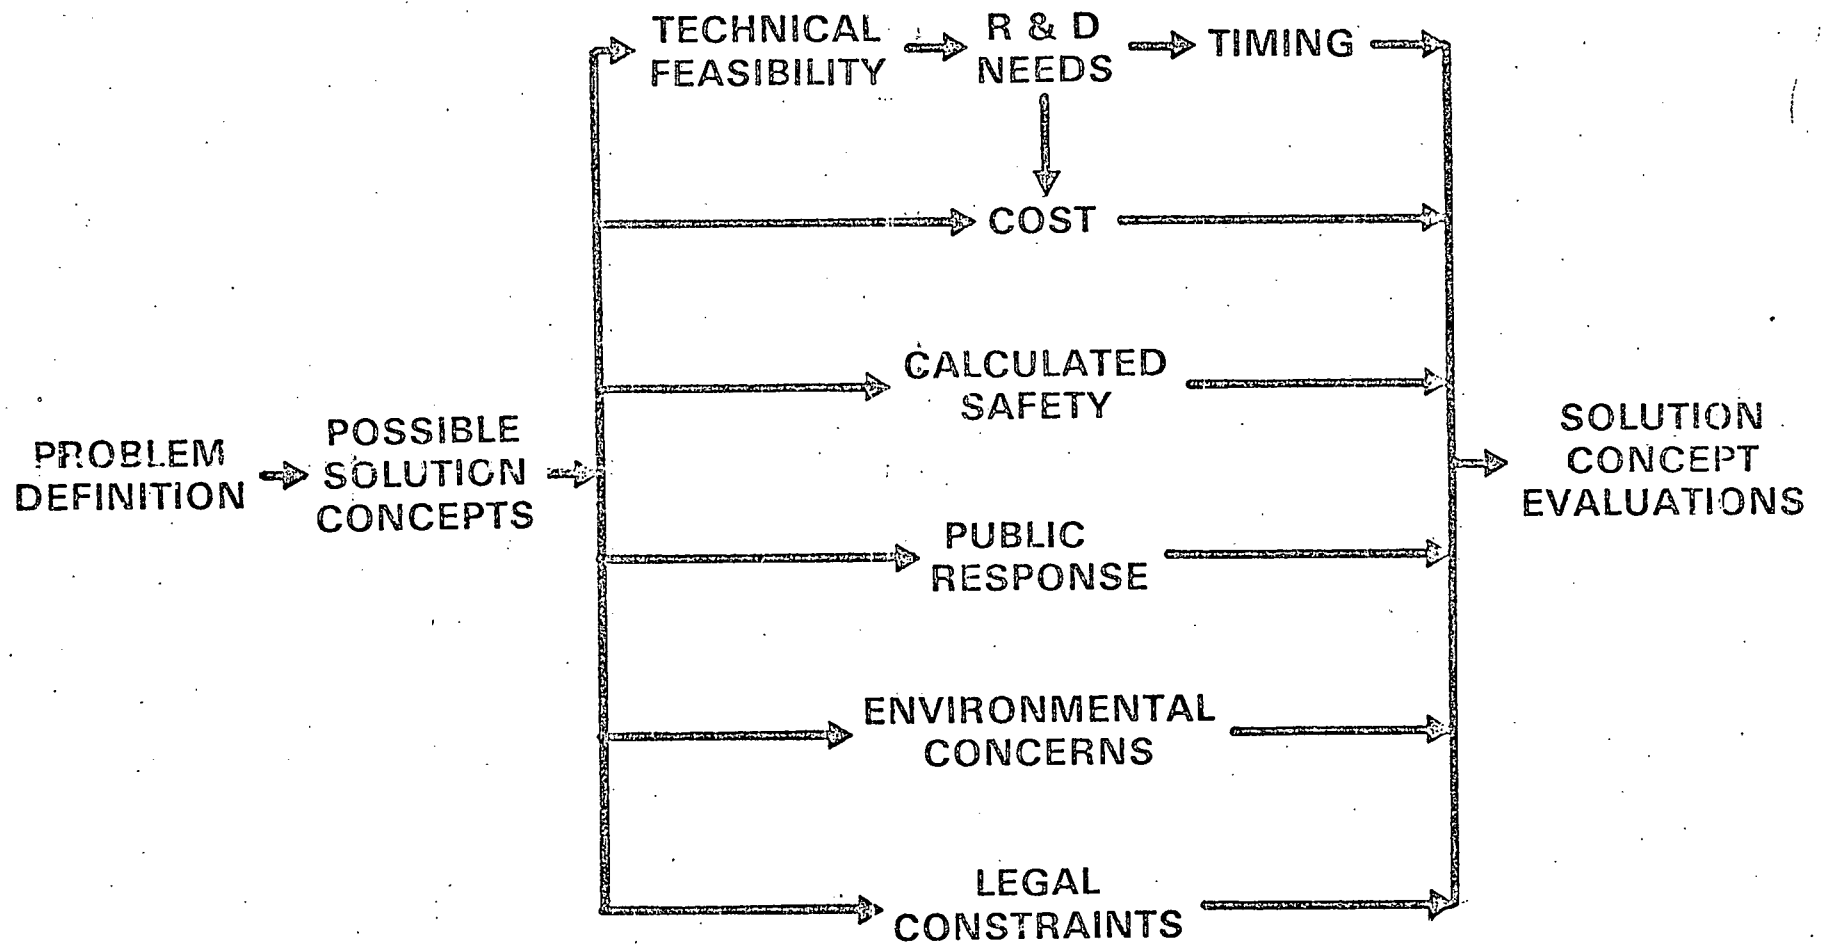 TECHNICAL
FEASIBILITY
R & D
NEEDS
TIMING
COST
CALCULATED
SAFETY
PROBLEM
DEFINITION
POSSIBLE
SOLUTION
CONCEPTS
SOLUTION
CONCEPT
EVALUATIONS
PUBLIC
RESPONSE
ENVIRONMENTAL
CONCERNS
LEGAL
CONSTRAINTS